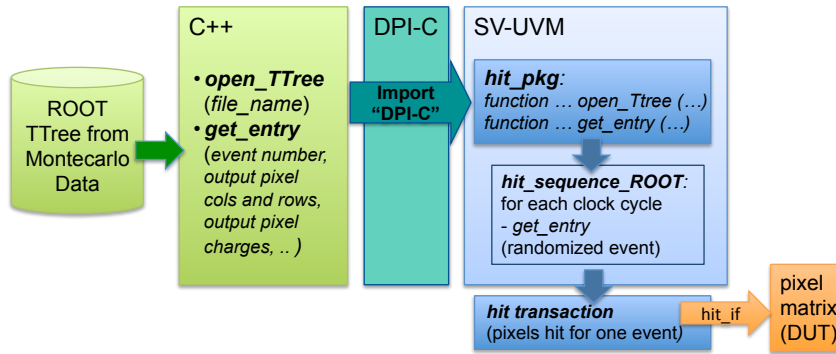 ROOT
TTree from
Montecarlo
Data
C++
• open_TTree
(file_name)
• get_entry
(event number,
output pixel
cols and rows,
output pixel
charges, .. )
DPI-C
Import
“DPI-C”
SV-UVM
hit_pkg:
function … open_Ttree (…)
function … get_entry (…)
hit_sequence_ROOT:
for each clock cycle
- get_entry
(randomized event)
hit transaction
(pixels hit for one event)
hit_if
pixel
matrix
(DUT)